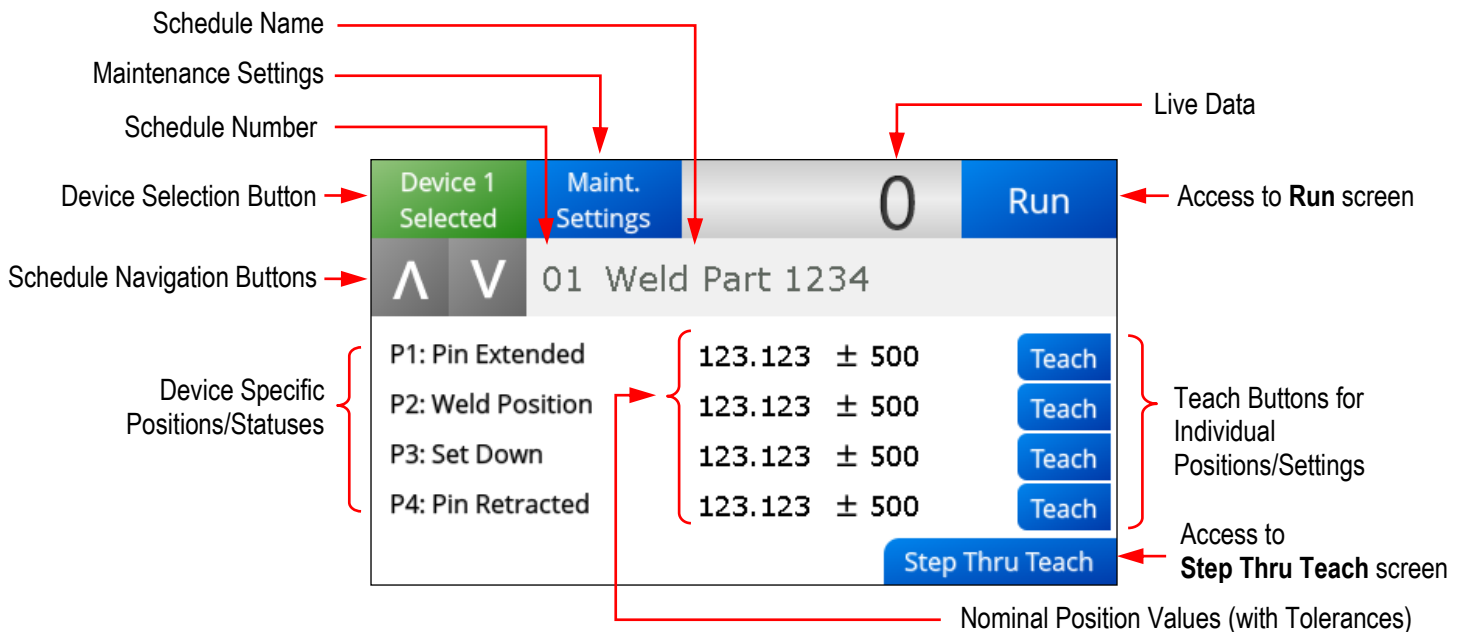 Schedule Name
Maintenance Settings
Schedule Number
Live Data
Device Selection Button
Device 1
Selected
Maint.
Settings
0
Run
Access to Run screen
Schedule Navigation Buttons
Λ V 01 Weld Part 1234
Device Specific
Positions/Statuses
P1: Pin Extended 123.123 ± 500 Teach
P2: Weld Position 123.123 ± 500 Teach
P3: Set Down 123.123 ± 500 Teach
P4: Pin Retracted 123.123 ± 500 Teach
Teach Buttons for
Individual
Positions/Settings
Step Thru Teach
Access to
Step Thru Teach screen
Nominal Position Values (with Tolerances)